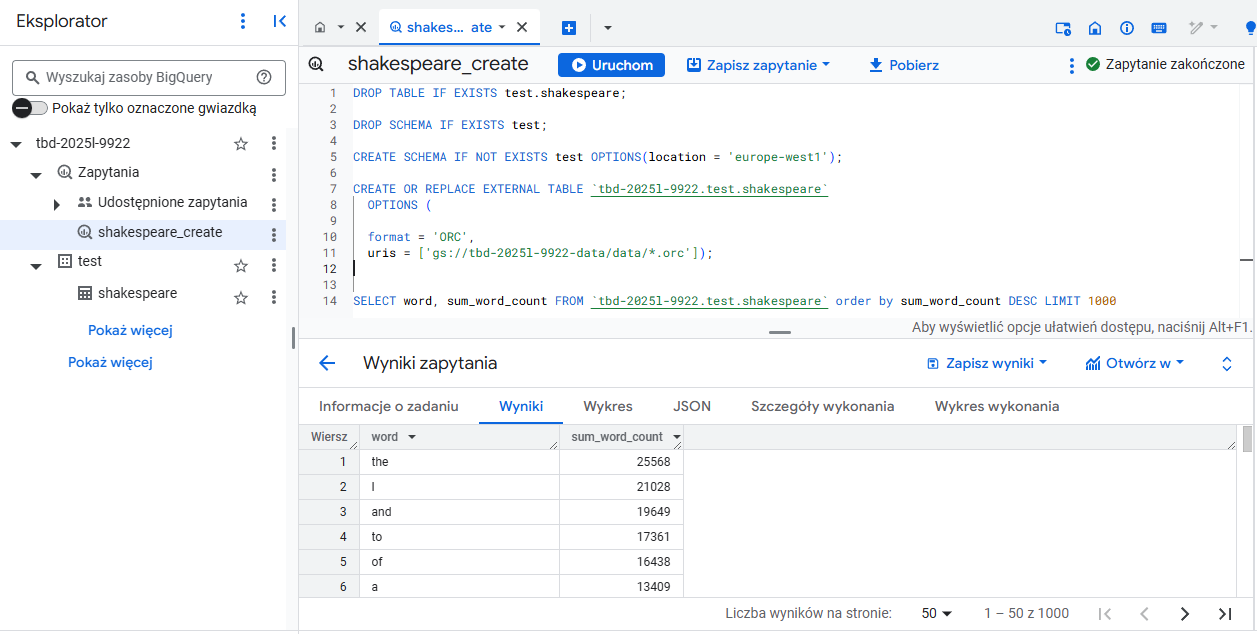 Eksplorator
Wyszukaj zasoby BigQuery
Pokaż tylko oznaczone gwiazdką
tbd-2025l-9922
Zapytania
Udostępnione zapytania
shakespeare_create
test
shakespeare
Pokaż więcej
Pokaż więcej
shakes... ate
shakespeare_create
Uruchom
Zapisz zapytanie
Pobierz
Zapytanie zakończone
1 DROP TABLE IF EXISTS test.shakespeare;
2
3 DROP SCHEMA IF EXISTS test;
4
5 CREATE SCHEMA IF NOT EXISTS test OPTIONS(location = 'europe-west1');
6
7 CREATE OR REPLACE EXTERNAL TABLE `tbd-2025l-9922.test.shakespeare`
8 OPTIONS (
9
10 format = 'ORC',
11 uris = ['gs://tbd-2025l-9922-data/data/*.orc']);
12
13
14 SELECT word, sum_word_count FROM `tbd-2025l-9922.test.shakespeare` order by sum_word_count DESC LIMIT 1000
Aby wyświetlić opcje ułatwień dostępu, naciśnij Alt+F1.
Wyniki zapytania
Zapisz wyniki
Otwórz w
Informacje o zadaniu Wyniki Wykres JSON Szczegóły wykonania Wykres wykonania
Wiersz word sum_word_count
1 the 25568
2 I 21028
3 and 19649
4 to 17361
5 of 16438
6 a 13409
Liczba wyników na stronie: 50 1 – 50 z 1000